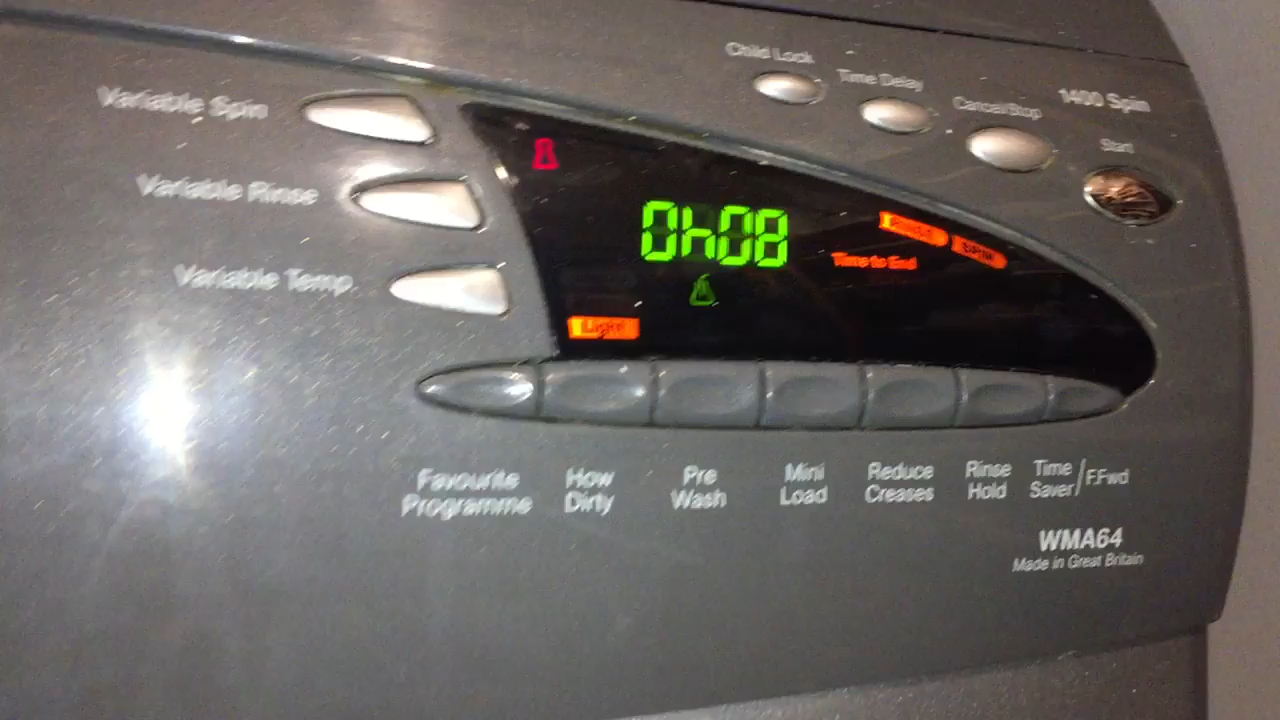 Child Lock
Time Delay
Cancel/Stop
1400 Spin
Start
Variable Spin
Variable Rinse
Variable Temp
0h08
Rinse
SPIN
Time to End
Light
Favourite
Programme
How
Dirty
Pre
Wash
Mini
Load
Reduce
Creases
Rinse
Hold
Time
Saver/F.Fwd
WMA64
Made in Great Britain